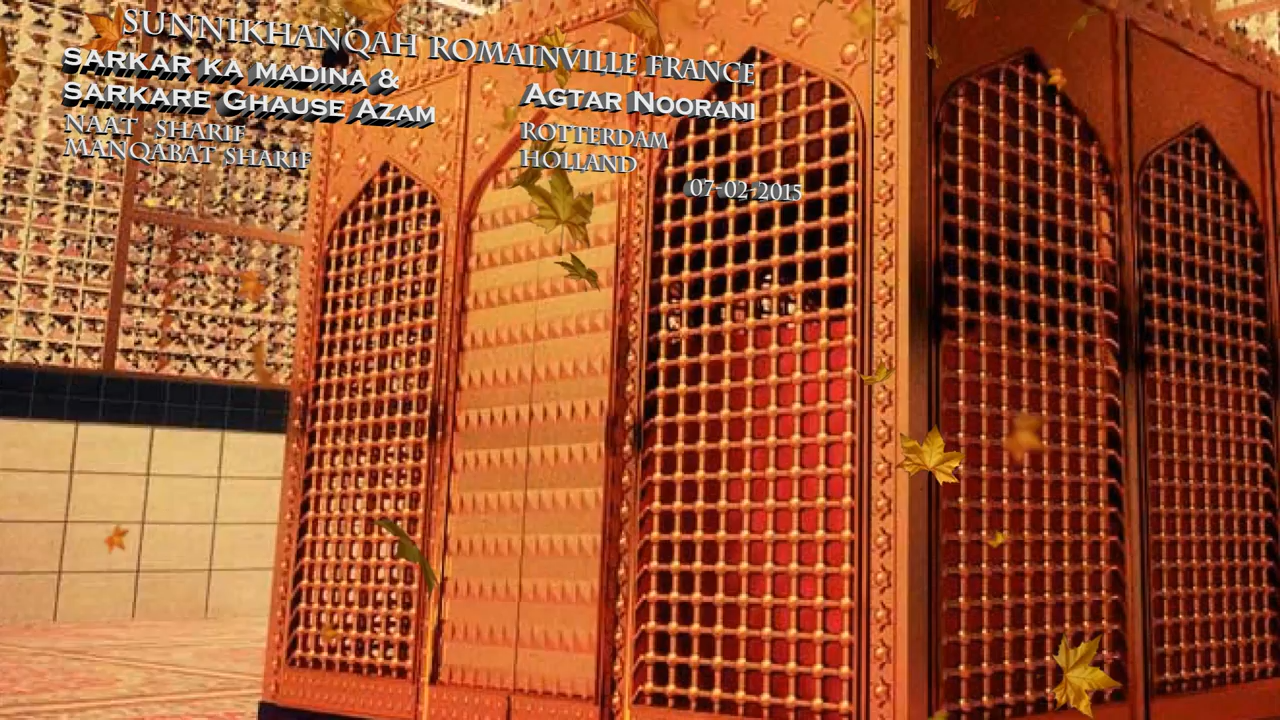 SUNNIKHANQAH ROMAINVILLE FRANCE
SARKAR KA MADINA &
SARKARE GHAUSE AZAM
NAAT SHARIF
MANQABAT SHARIF
AGTAR NOORANI
ROTTERDAM
HOLLAND
07-02-2015